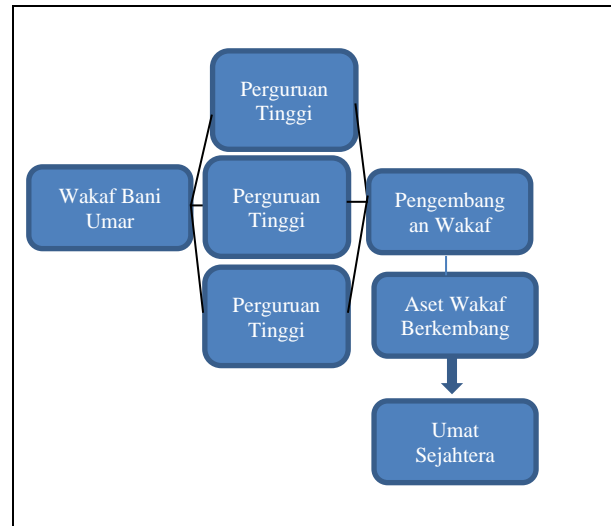 Perguruan
Tinggi
Wakaf Bani
Umar
Perguruan
Tinggi
Pengembang
an Wakaf
Perguruan
Tinggi
Aset Wakaf
Berkembang
Umat
Sejahtera